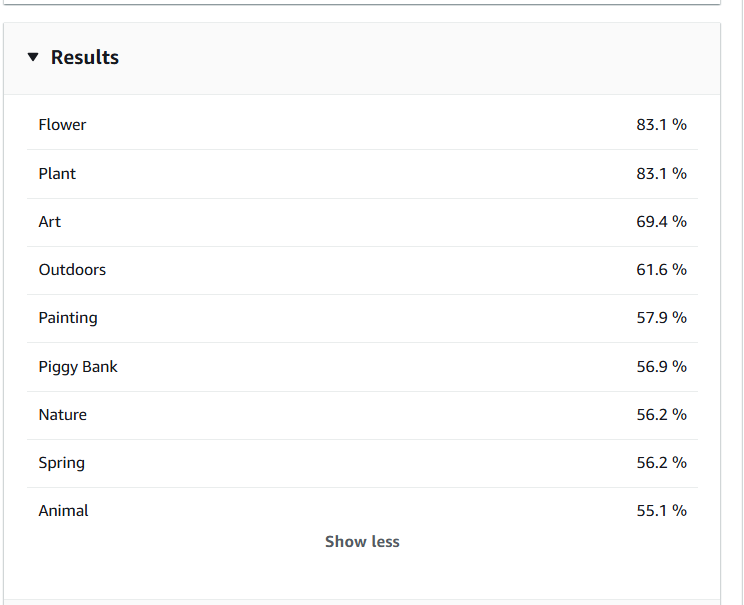 Results
Flower 83.1 %
Plant 83.1 %
Art 69.4 %
Outdoors 61.6 %
Painting 57.9 %
Piggy Bank 56.9 %
Nature 56.2 %
Spring 56.2 %
Animal 55.1 %
Show less